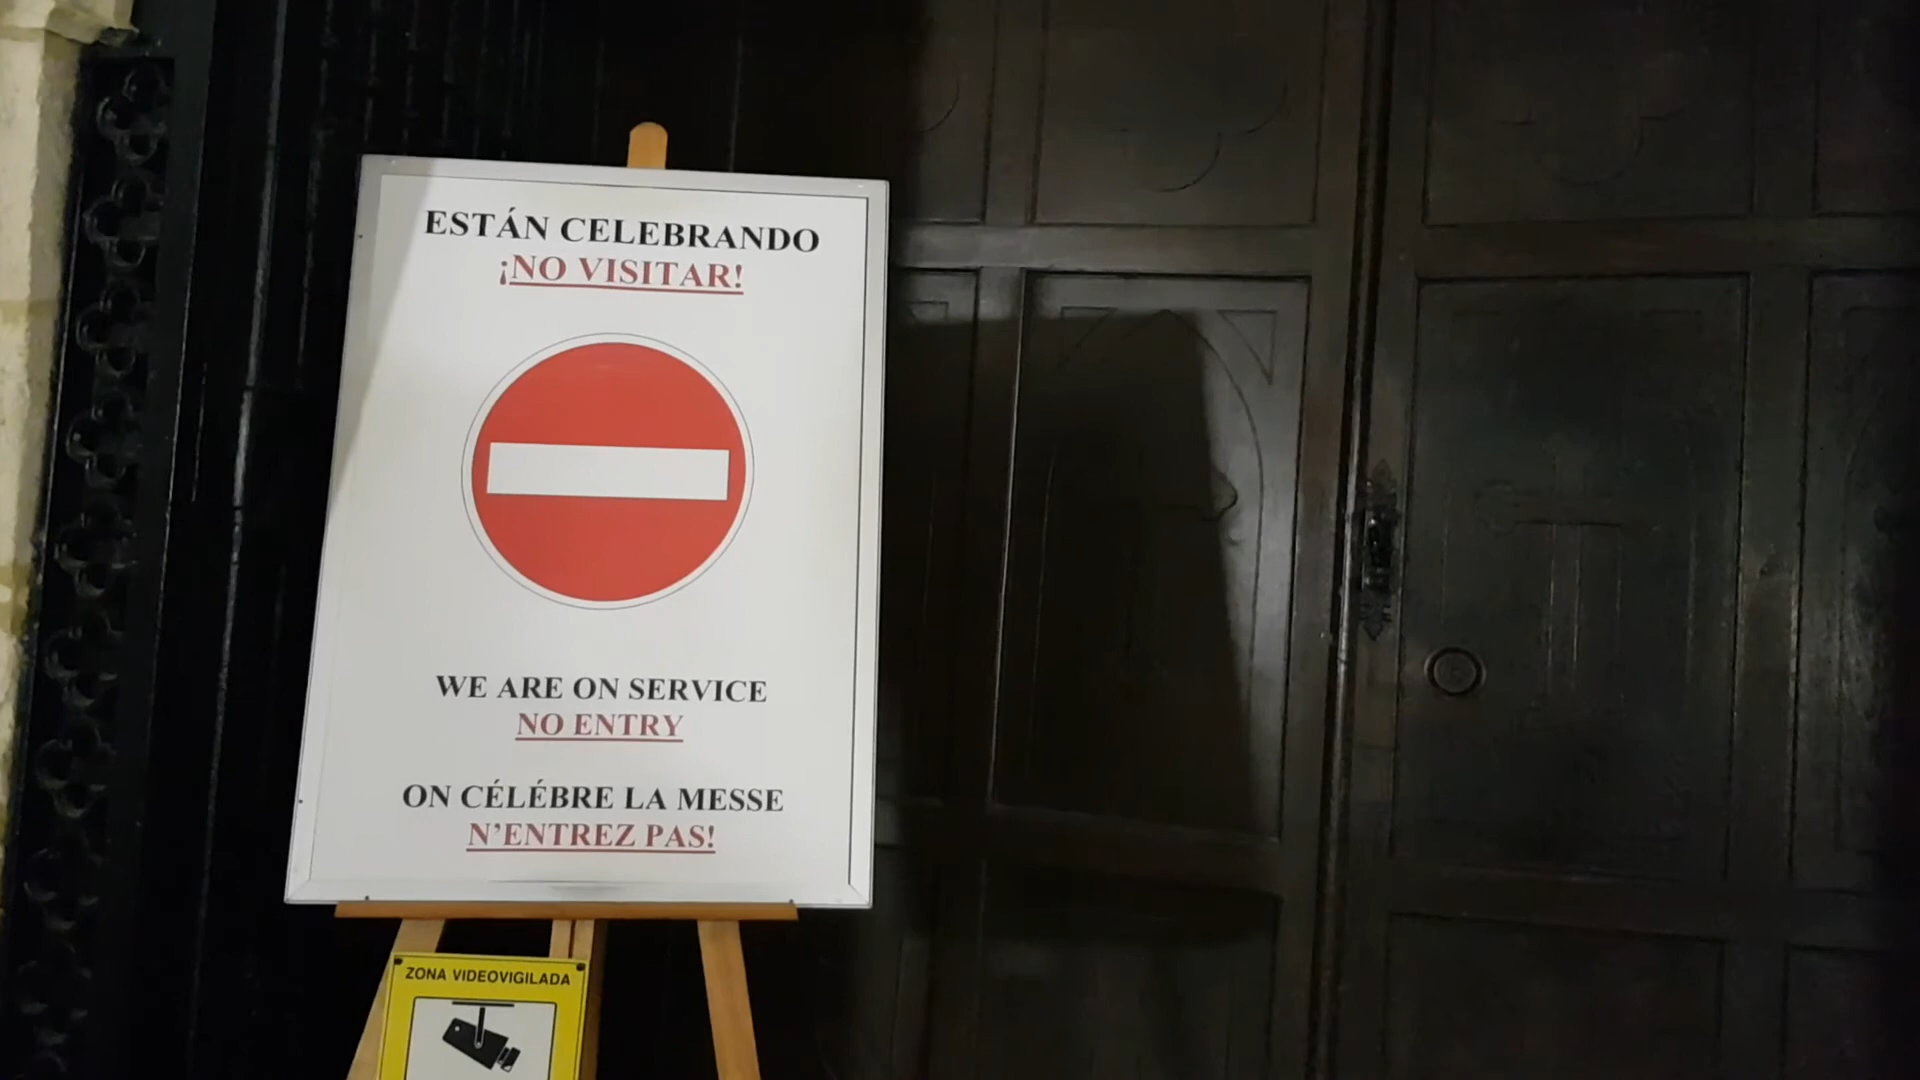 ESTÁN CELEBRANDO
¡NO VISITAR!
WE ARE ON SERVICE
NO ENTRY
ON CÉLÉBRE LA MESSE
N'ENTREZ PAS!
ZONA VIDEOVIGILADA